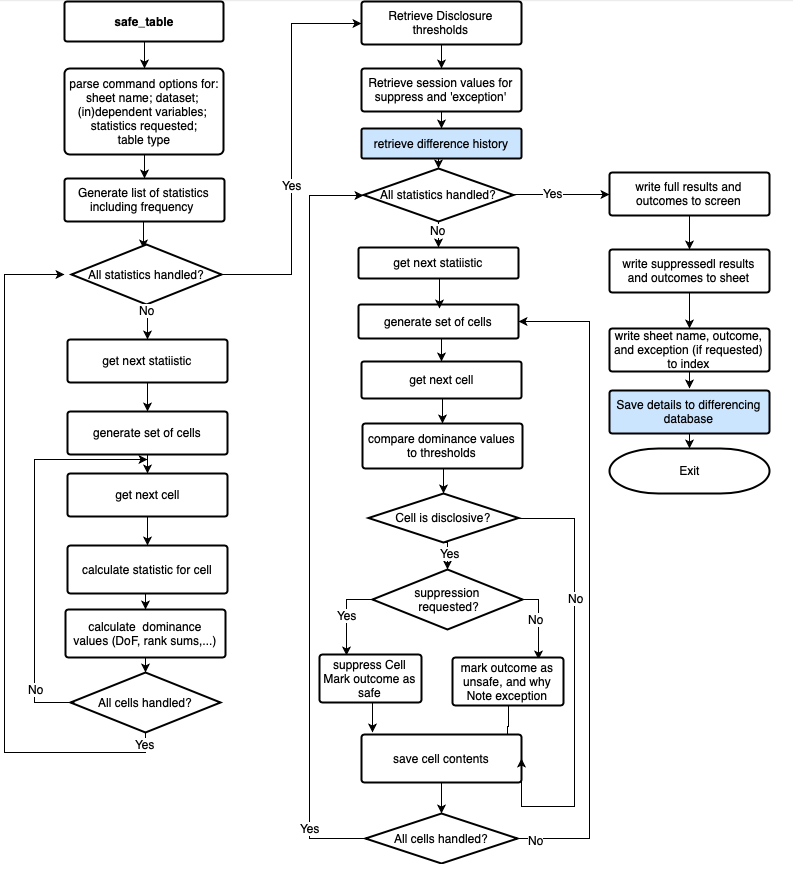 safe_table
parse command options for:
sheet name; dataset;
(in)dependent variables;
statistics requested;
table type
Generate list of statistics
including frequency
All statistics handled?
Yes
No
get next statiistic
generate set of cells
get next cell
calculate statistic for cell
calculate dominance
values (DoF, rank sums,...)
All cells handled?
No
Yes
Retrieve Disclosure
thresholds
Retrieve session values for
suppress and 'exception'
retrieve difference history
All statistics handled?
Yes
No
get next statiistic
generate set of cells
get next cell
compare dominance values
to thresholds
Cell is disclosive?
Yes
No
suppression
requested?
Yes
No
suppress Cell
Mark outcome as
safe
mark outcome as
unsafe, and why
Note exception
save cell contents
All cells handled?
Yes
No
write full results and
outcomes to screen
write suppressedl results
and outcomes to sheet
write sheet name, outcome,
and exception (if requested)
to index
Save details to differencing
database
Exit